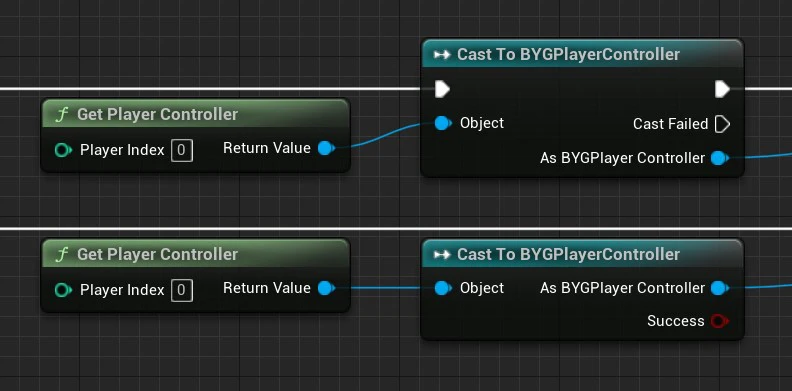 Cast To BYGPlayerController
f Get Player Controller
Player Index 0 Return Value
Object Cast Failed
As BYGPlayer Controller
f Get Player Controller
Cast To BYGPlayerController
Player Index 0 Return Value
Object As BYGPlayer Controller
Success